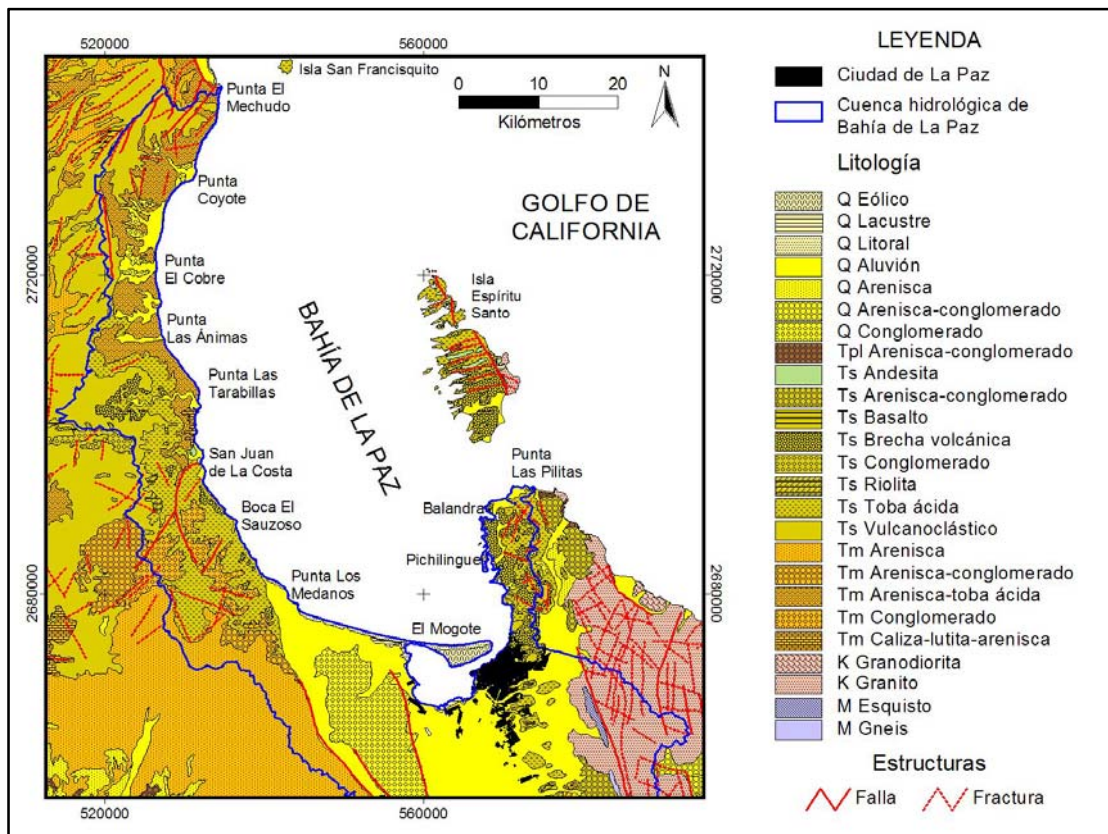 520000
560000
Isla San Francisquito
Punta El
Mechudo
0
10
20
Kilómetros
N
Punta
Coyote
GOLFO DE
CALIFORNIA
2720000
2720000
Punta
El Cobre
Isla
Espíritu
Santo
Punta
Las Ánimas
BAHÍA DE LA PAZ
Punta Las
Tarabillas
San Juan
de La Costa
Punta
Las Pilitas
Boca El
Sauzoso
Balandra
Pichilingue
Punta Los
Medanos
2680000
2680000
El Mogote
520000
560000
LEYENDA
Ciudad de La Paz
Cuenca hidrológica de
Bahía de La Paz
Litología
Q Eólico
Q Lacustre
Q Litoral
Q Aluvión
Q Arenisca
Q Arenisca-conglomerado
Q Conglomerado
Tpl Arenisca-conglomerado
Ts Andesita
Ts Arenisca-conglomerado
Ts Basalto
Ts Brecha volcánica
Ts Conglomerado
Ts Riolita
Ts Toba ácida
Ts Vulcanoclástico
Tm Arenisca
Tm Arenisca-conglomerado
Tm Arenisca-toba ácida
Tm Conglomerado
Tm Caliza-lutita-arenisca
K Granodiorita
K Granito
M Esquisto
M Gneis
Estructuras
Falla
Fractura